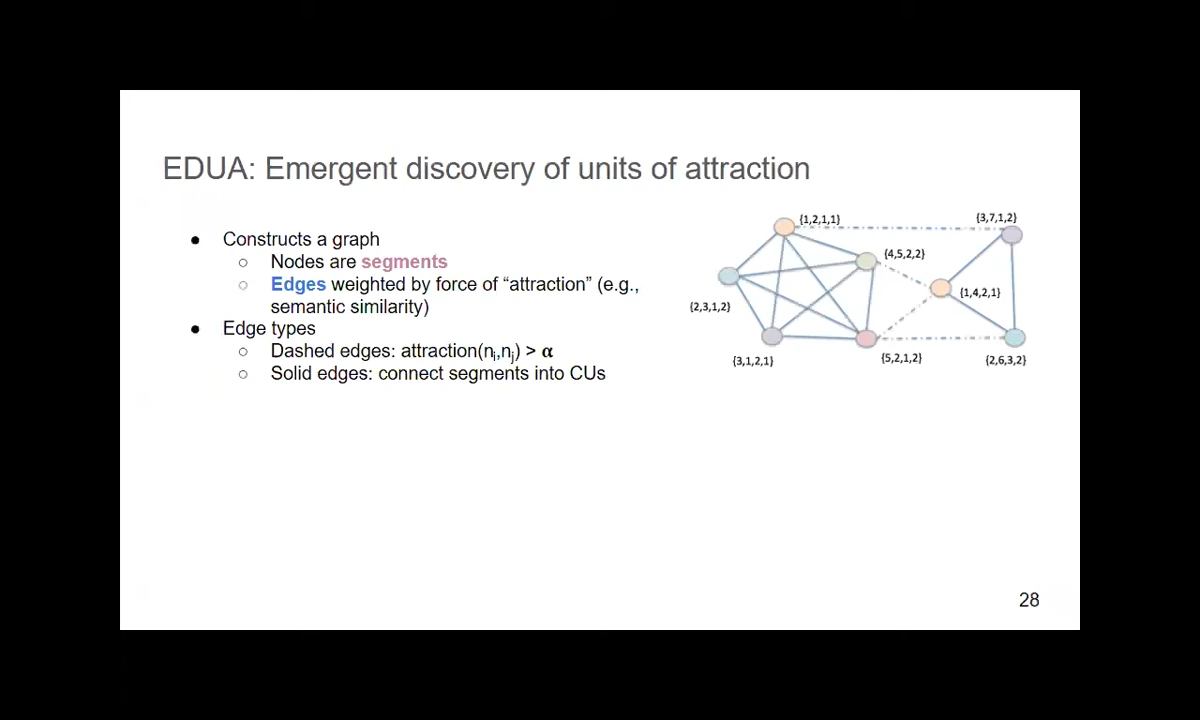 EDUA: Emergent discovery of units of attraction
● Constructs a graph
○ Nodes are segments
○ Edges weighted by force of “attraction” (e.g.,
semantic similarity)
● Edge types
○ Dashed edges: attraction(nᵢ,nⱼ) > α
○ Solid edges: connect segments into CUs
{1,2,1,1}
{3,7,1,2}
{4,5,2,2}
{1,4,2,1}
{2,3,1,2}
{3,1,2,1}
{5,2,1,2}
{2,6,3,2}
28